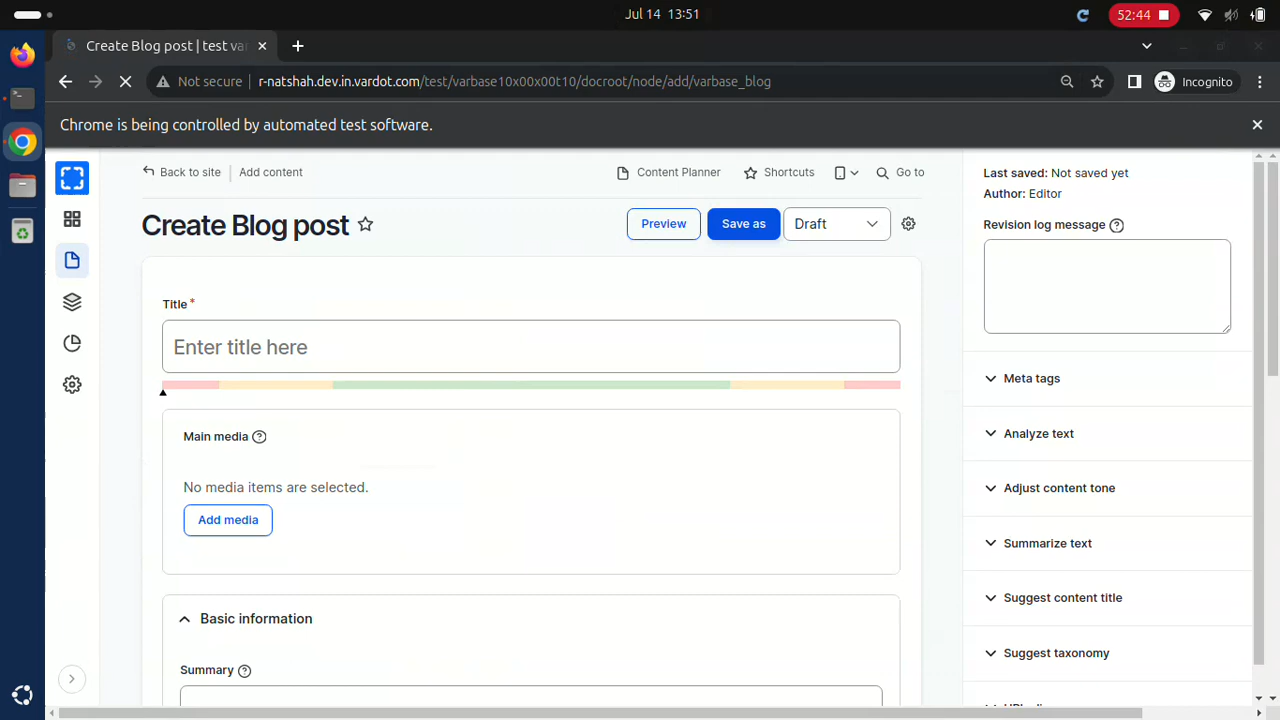 Jul 14 13:51
52:44
Create Blog post | test va
Not secure
r-natshah.dev.in.vardot.com/test/varbase10x00x00t10/docroot/node/add/varbase_blog
Incognito
Chrome is being controlled by automated test software.
Back to site
Add content
Content Planner
Shortcuts
Go to
Create Blog post
Preview
Save as
Draft
Title *
Enter title here
Main media
No media items are selected.
Add media
Basic information
Summary
Last saved: Not saved yet
Author: Editor
Revision log message
Meta tags
Analyze text
Adjust content tone
Summarize text
Suggest content title
Suggest taxonomy